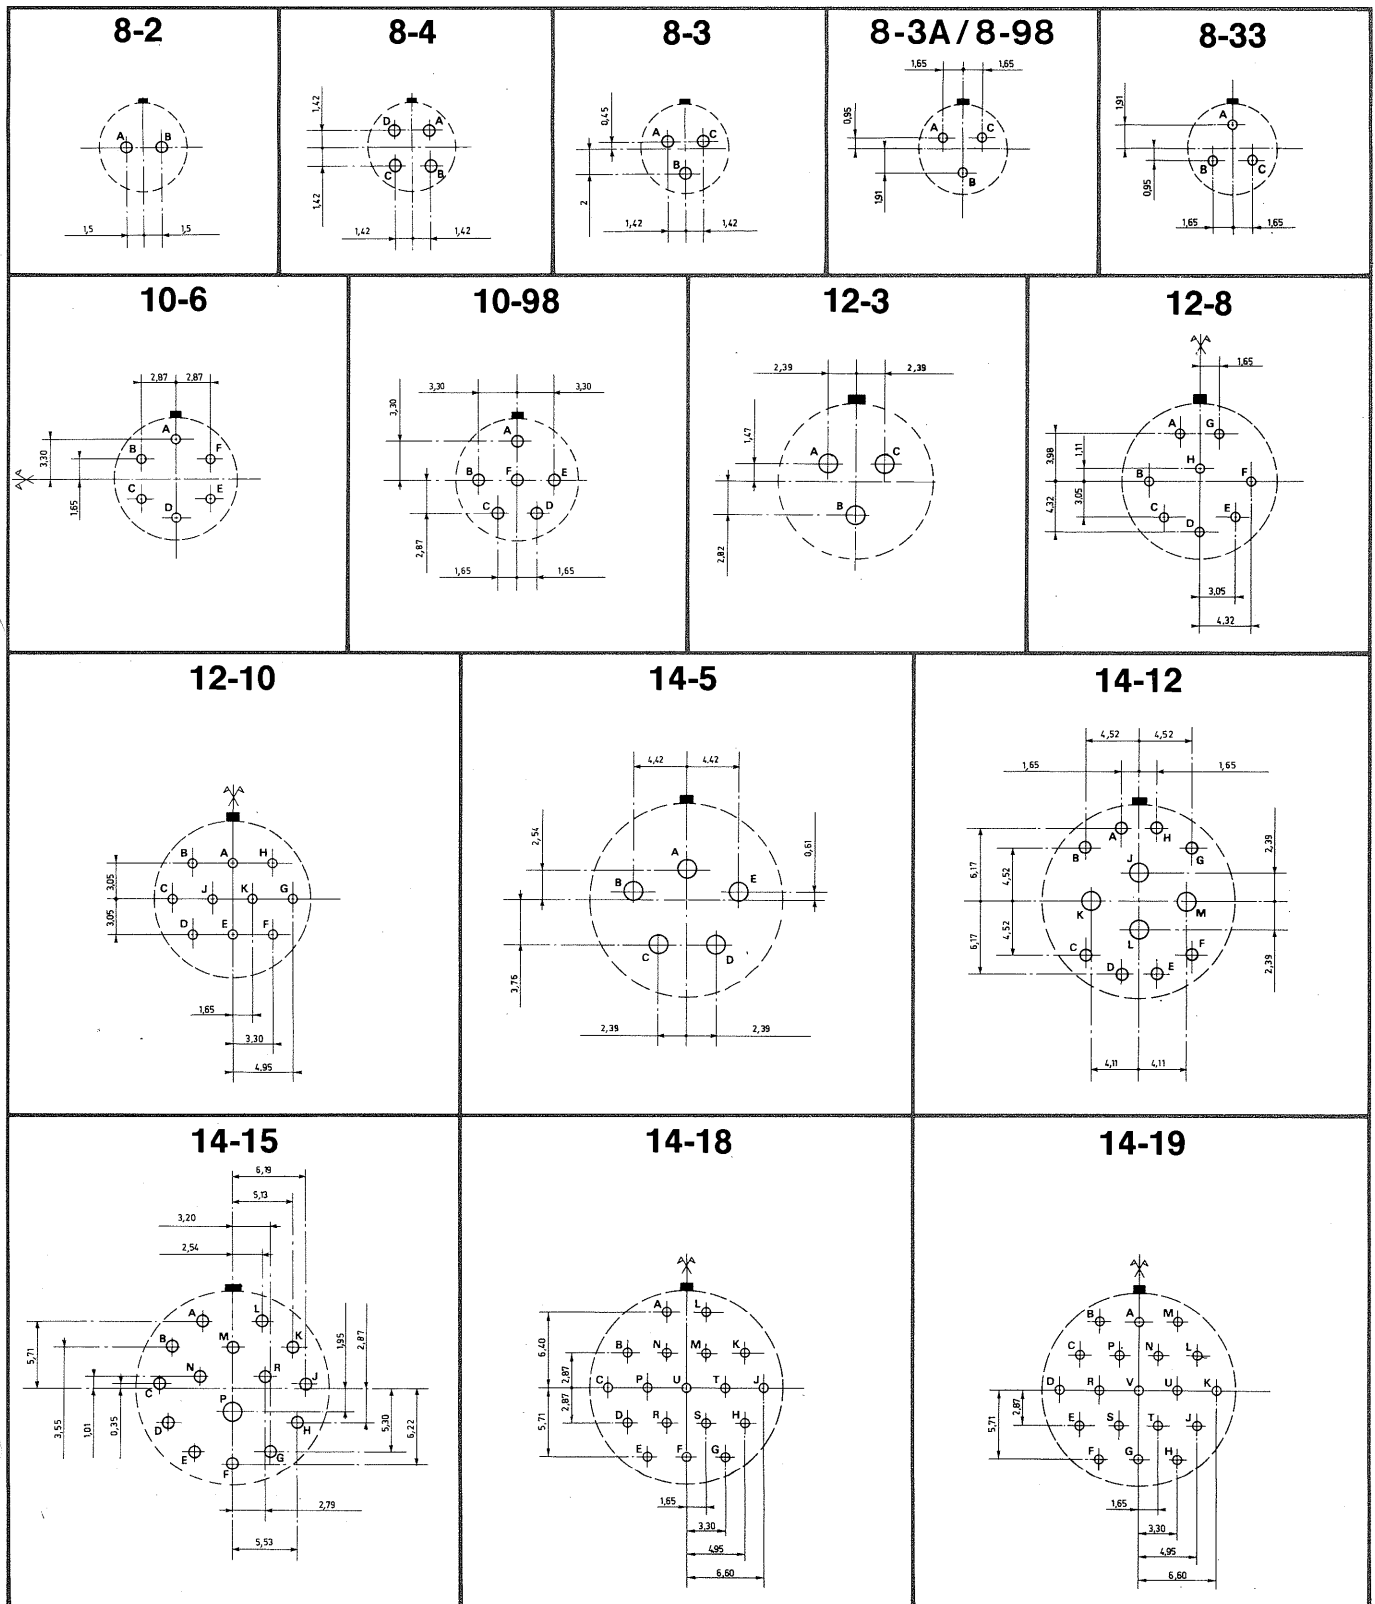 8-2
A B
1,5 1,5
8-4
1,42
D A
C B
1,42
1,42 1,42
8-3
0,45
A C
B
2
1,42 1,42
8-3A / 8-98
1,65 1,65
0,95
A C
B
1,91
1,65 1,65
8-33
1,91
A
B C
0,95
1,65 1,65
10-6
2,87 2,87
A
3,30
B F
1,65
C E
D
10-98
3,30 3,30
3,30
A
B F E
C D
2,87
1,65 1,65
12-3
2,39 2,39
1,47
A C
B
2,82
12-8
1,65
A G
3,98 1,11
H
B F
4,32 3,05
C E
D
3,05
4,32
12-10
B A H
3,05
C J K G
3,05
D E F
1,65
3,30
4,95
14-5
4,42 4,42
2,54
0,61
A
B E
C D
3,76
2,39 2,39
14-12
4,52 4,52
1,65 1,65
A H
B G
J
6,17 4,52 2,39
K M
L
6,17 4,52 2,39
C F
D E
4,11 4,11
14-15
6,19
5,13
3,20
2,54
A L
B M K
5,71 1,95 2,87
N R
C J
P
3,55 1,01 0,35
D H
5,30 6,22
E G
F
2,79
5,53
14-18
A L
6,40
B N M K
2,87
C P U T J
2,87
5,71
D R S H
E F G
1,65
3,30
4,95
6,60
14-19
B A M
C P N L
D R V U K
5,71 2,87
E S T J
F G H
1,65
3,30
4,95
6,60